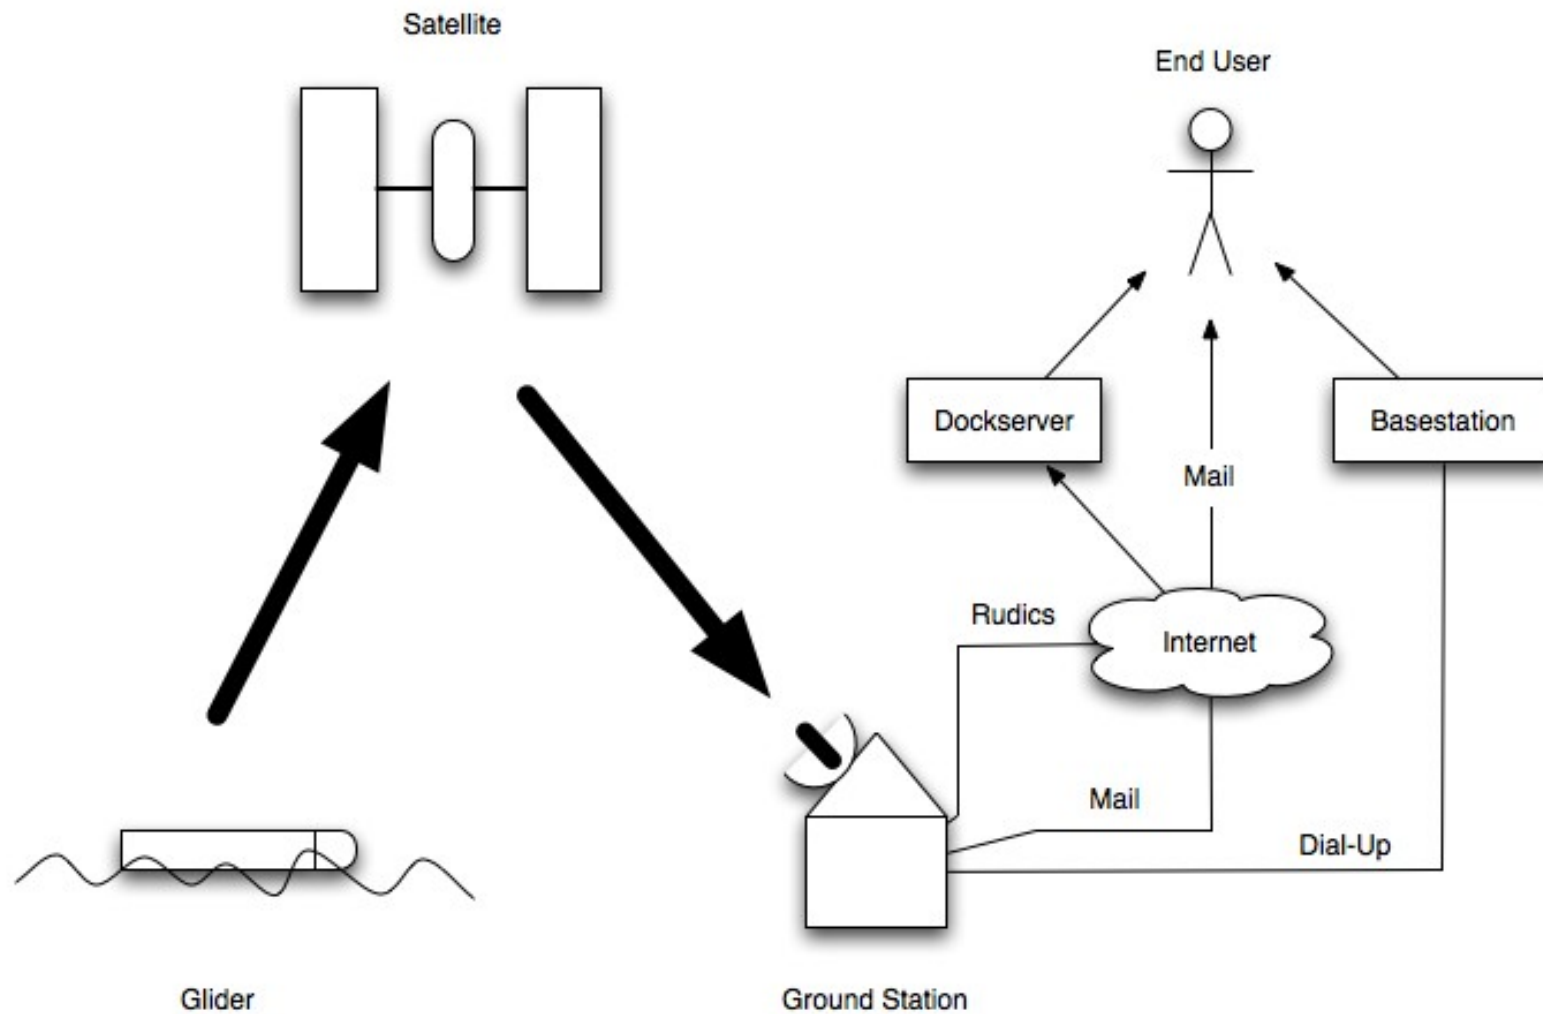 Satellite
End User
Dockserver
Basestation
Mail
Rudics
Internet
Mail
Dial-Up
Glider
Ground Station